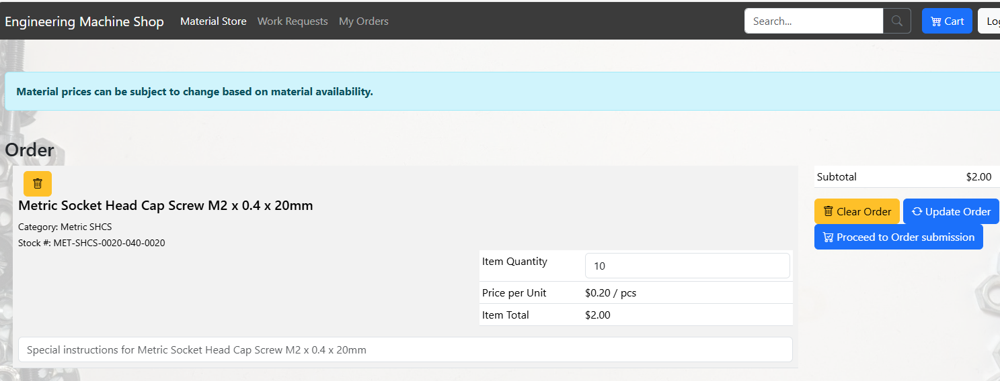 Engineering Machine Shop Material Store Work Requests My Orders Search... Cart
Material prices can be subject to change based on material availability.
Order
Metric Socket Head Cap Screw M2 x 0.4 x 20mm
Category: Metric SHCS
Stock #: MET-SHCS-0020-040-0020
Item Quantity 10
Price per Unit $0.20 / pcs
Item Total $2.00
Special instructions for Metric Socket Head Cap Screw M2 x 0.4 x 20mm
Subtotal $2.00
Clear Order Update Order
Proceed to Order submission